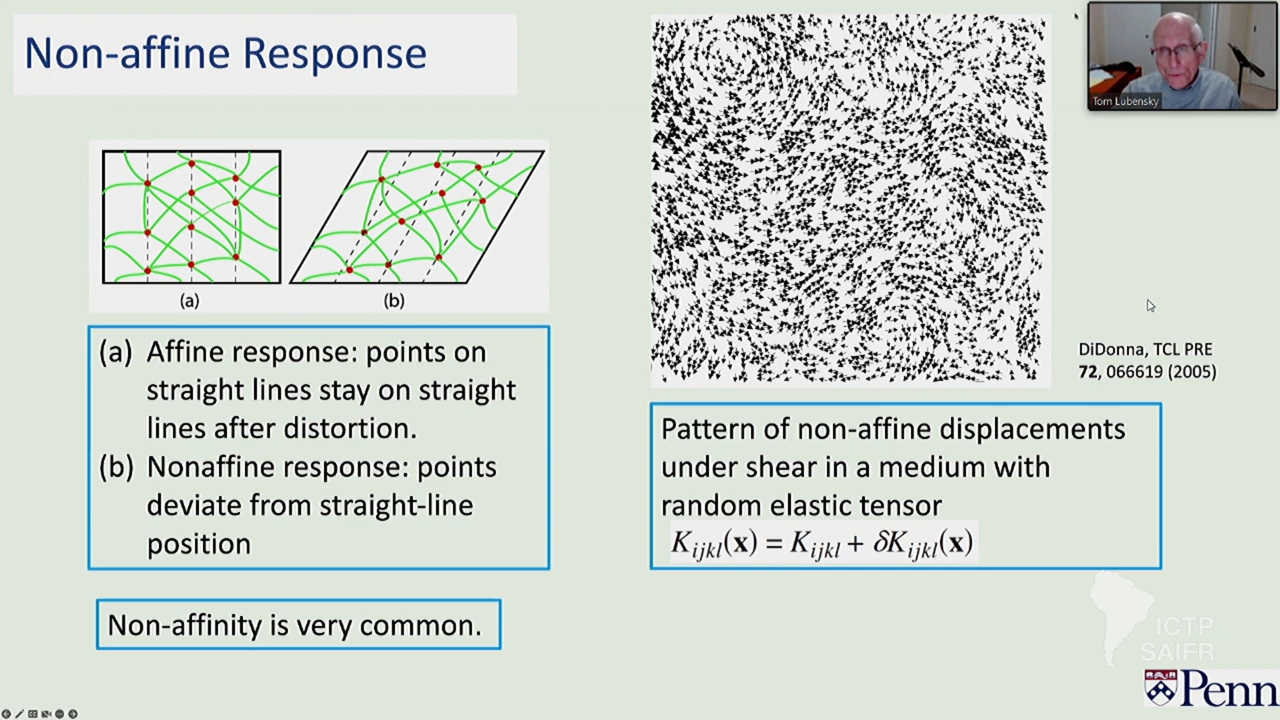 Non-affine Response
(a)
(b)
(a) Affine response: points on
straight lines stay on straight
lines after distortion.
(b) Nonaffine response: points
deviate from straight-line
position
Non-affinity is very common.
Tom Lubensky
DiDonna, TCL PRE
72, 066619 (2005)
Pattern of non-affine displacements
under shear in a medium with
random elastic tensor
K_{ijkl}(x) = K_{ijkl} + δK_{ijkl}(x)
ICTP
SAIFR
Penn